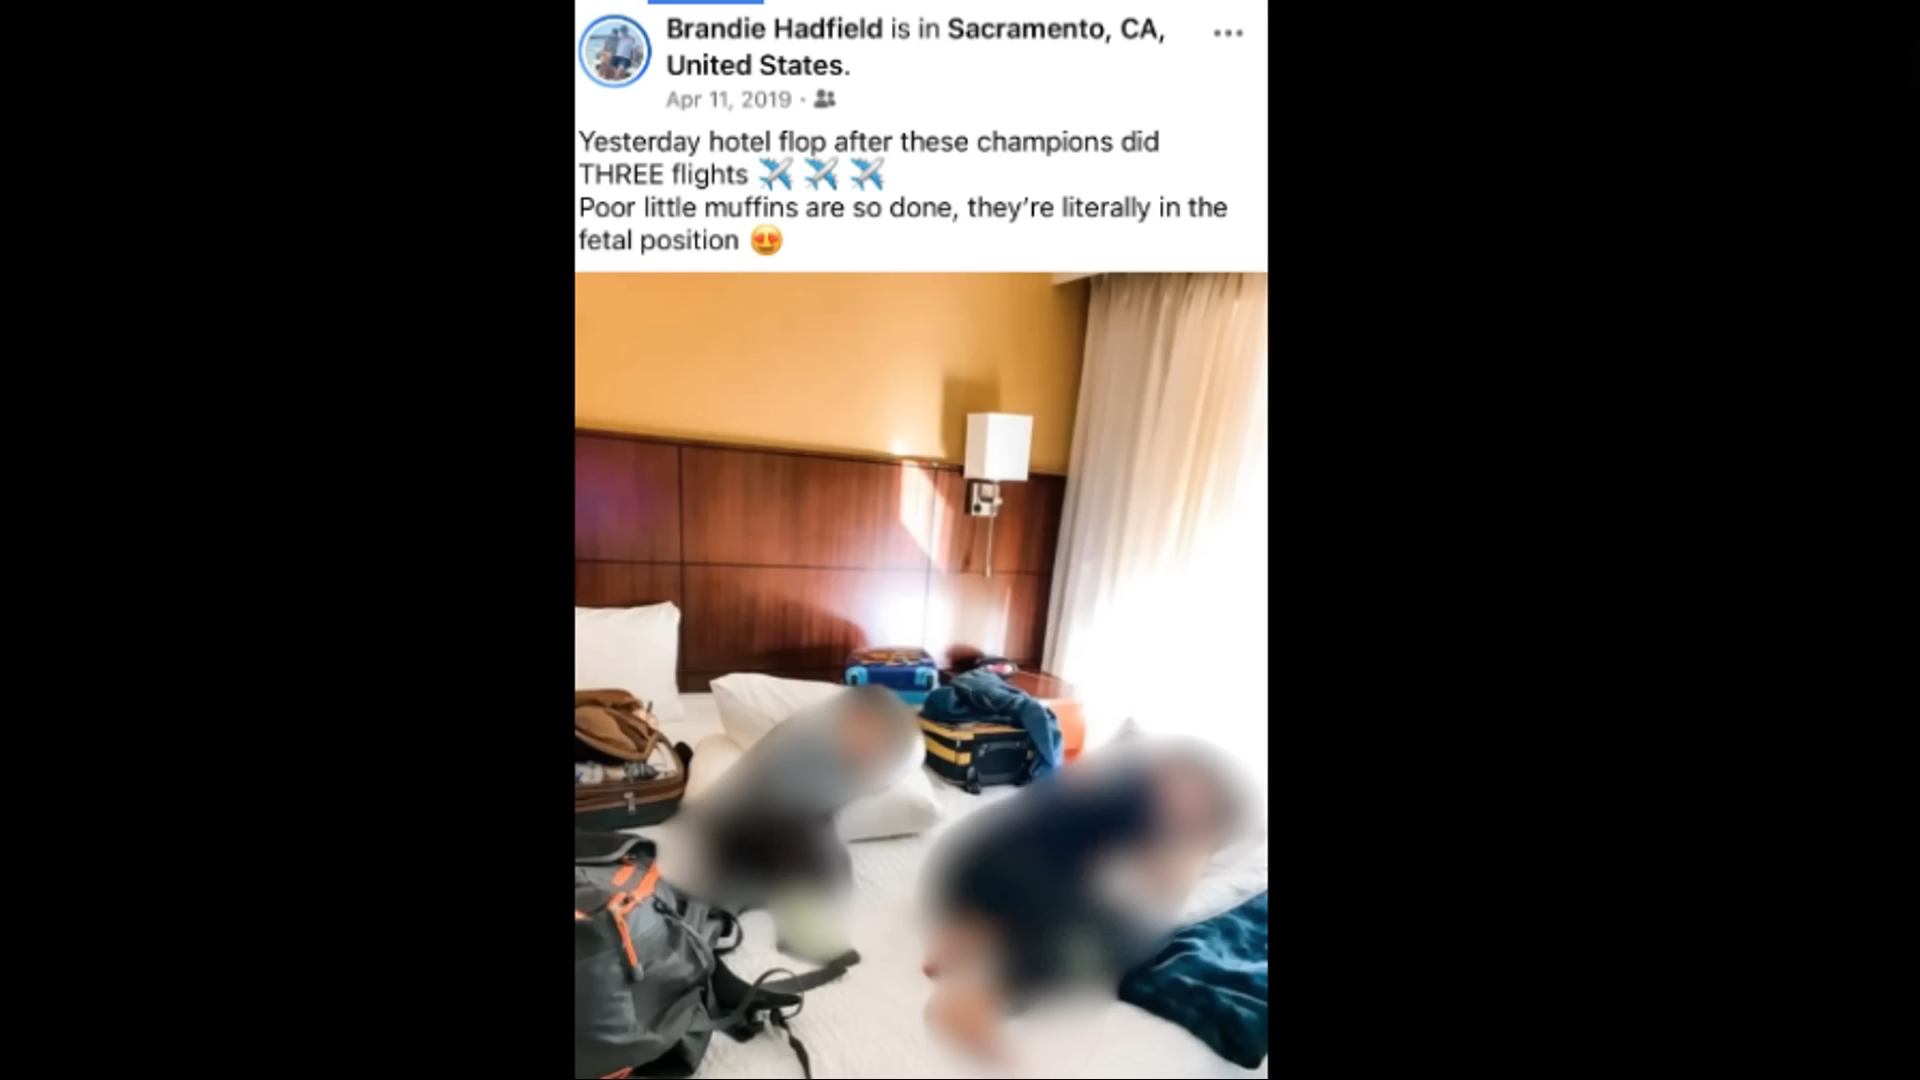 Brandie Hadfield is in Sacramento, CA,
United States.
Apr 11, 2019 ·
Yesterday hotel flop after these champions did
THREE flights ✈️ ✈️ ✈️
Poor little muffins are so done, they're literally in the
fetal position 😍